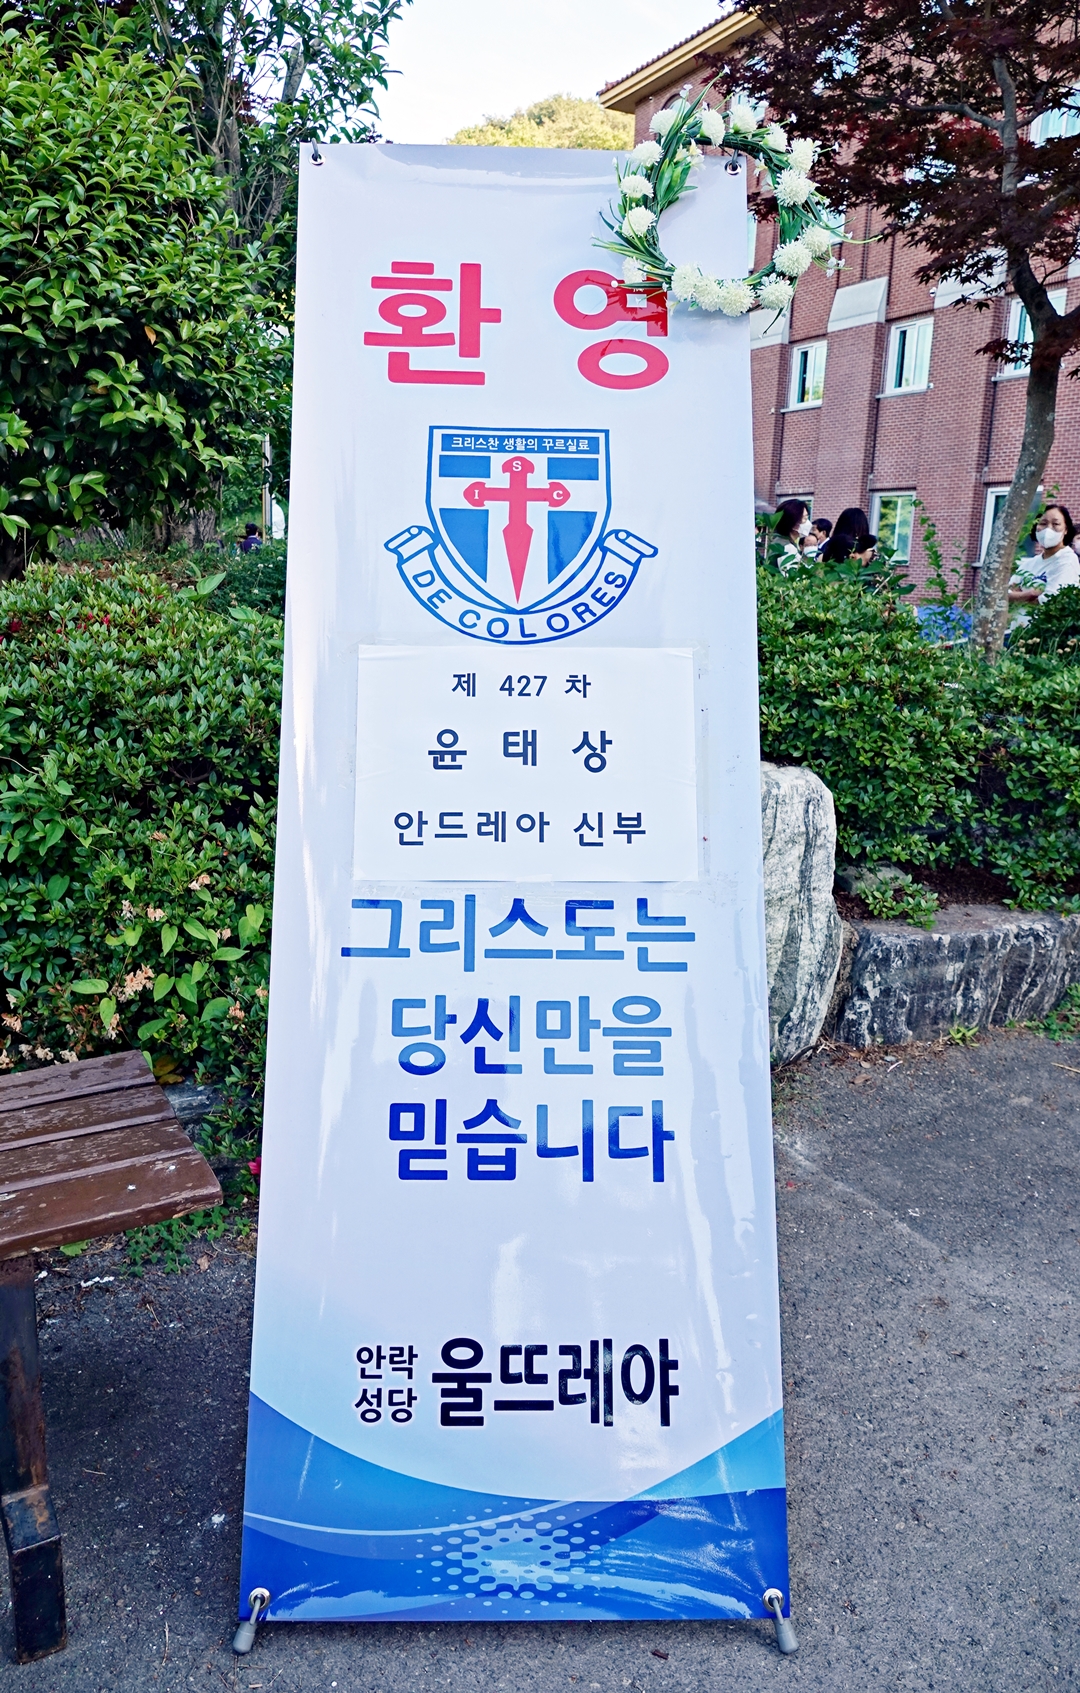 환 영
크리스찬 생활의 꾸르실료
S
I C
DE COLORES
제 427 차
윤 태 상
안드레아 신부
그리스도는
당신만을
믿습니다
안락
성당
울뜨레야